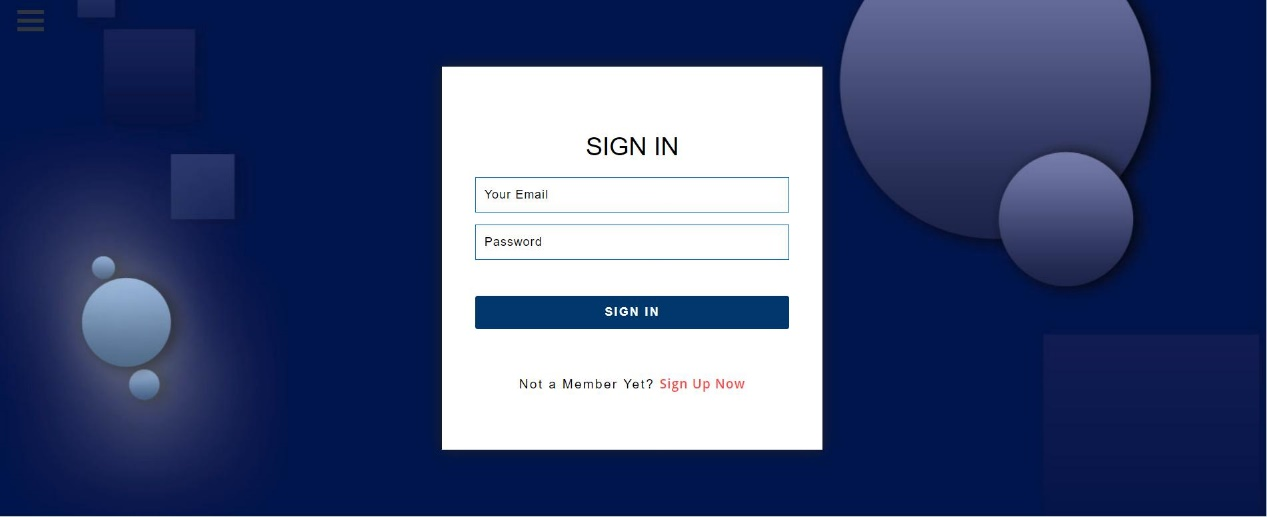 SIGN IN
Your Email
Password
SIGN IN
Not a Member Yet? Sign Up Now